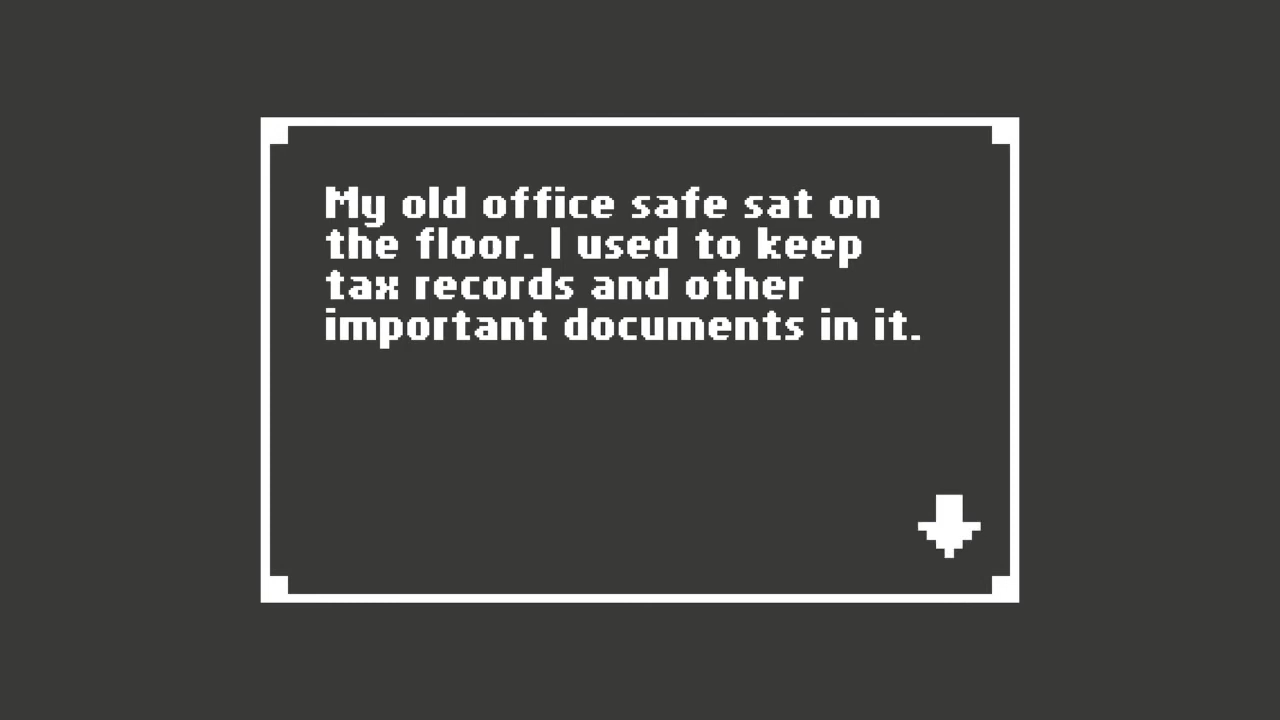 My old office safe sat on
the floor. I used to keep
tax records and other
important documents in it.